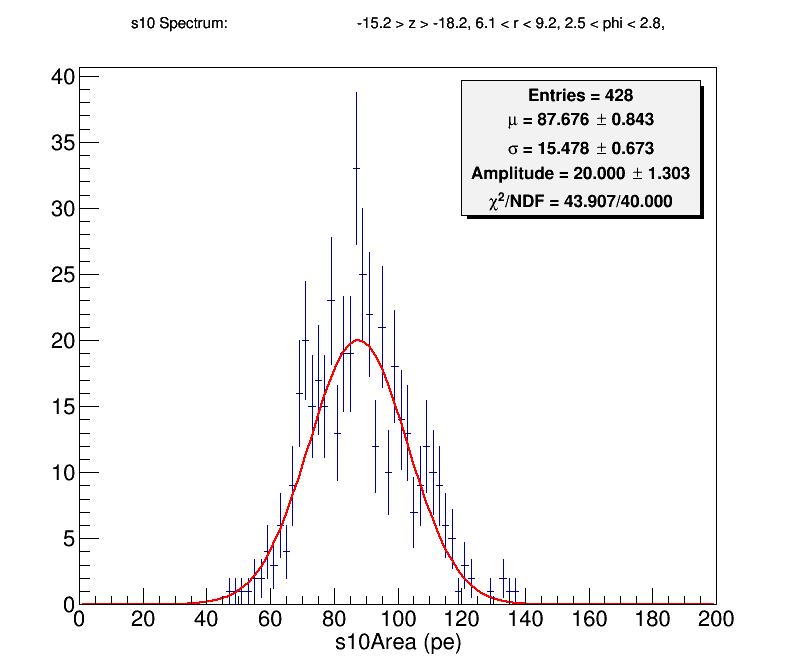 s10 Spectrum: -15.2 > z > -18.2, 6.1 < r < 9.2, 2.5 < phi < 2.8,
Entries = 428
μ = 87.676 ± 0.843
σ = 15.478 ± 0.673
Amplitude = 20.000 ± 1.303
χ²/NDF = 43.907/40.000
40
35
30
25
20
15
10
5
0
0 20 40 60 80 100 120 140 160 180 200
s10Area (pe)